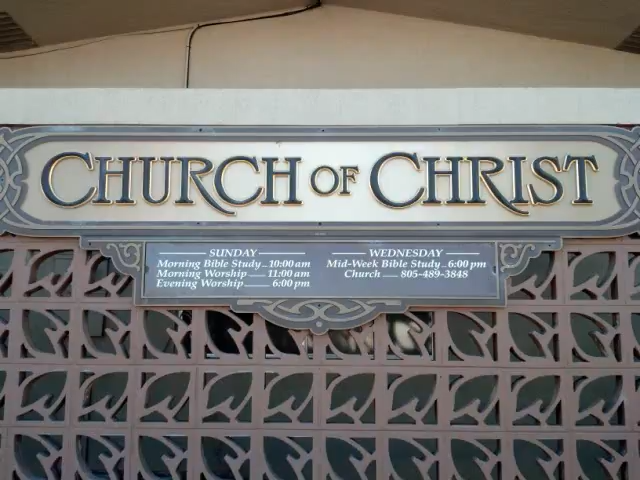 CHURCH OF CHRIST
SUNDAY
Morning Bible Study 10:00 am
Morning Worship 11:00 am
Evening Worship 6:00 pm
WEDNESDAY
Mid-Week Bible Study 6:00 pm
Church 805-489-3848